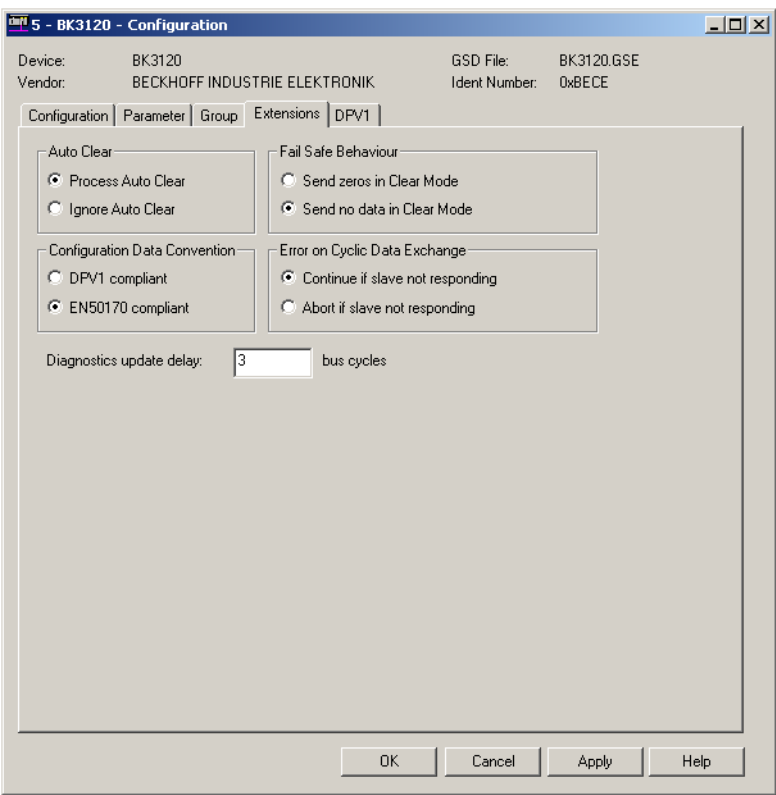 5 - BK3120 - Configuration
Device: BK3120 GSD File: BK3120.GSE
Vendor: BECKHOFF INDUSTRIE ELEKTRONIK Ident Number: 0xBECE
Configuration Parameter Group Extensions DPV1
Auto Clear Fail Safe Behaviour
Process Auto Clear Send zeros in Clear Mode
Ignore Auto Clear Send no data in Clear Mode
Configuration Data Convention Error on Cyclic Data Exchange
DPV1 compliant Continue if slave not responding
EN50170 compliant Abort if slave not responding
Diagnostics update delay: 3 bus cycles
OK Cancel Apply Help